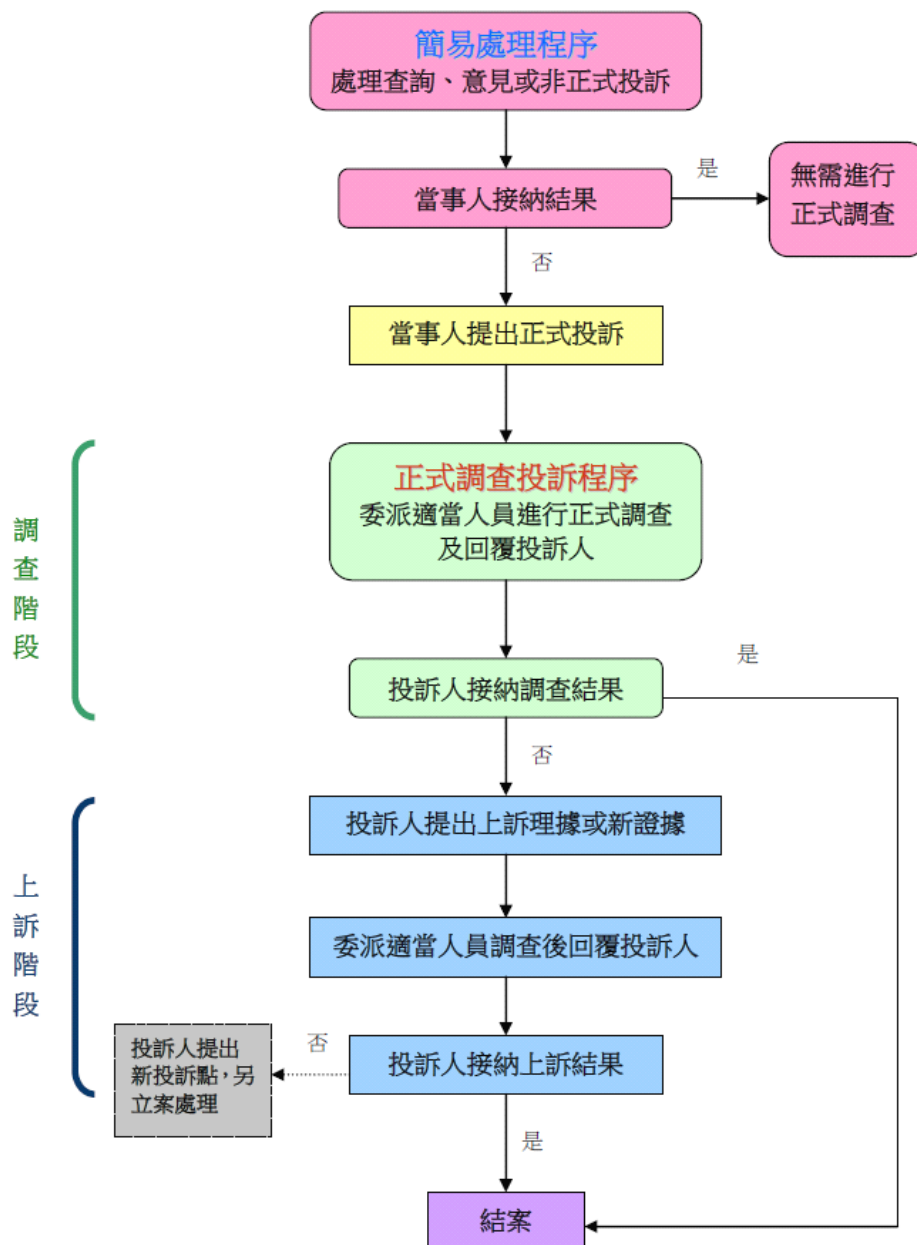 簡易處理程序
處理查詢、意見或非正式投訴
當事人接納結果
是
無需進行
正式調查
否
當事人提出正式投訴
調查階段
正式調查投訴程序
委派適當人員進行正式調查
及回覆投訴人
投訴人接納調查結果
是
否
上訴階段
投訴人提出上訴理據或新證據
委派適當人員調查後回覆投訴人
投訴人接納上訴結果
否
投訴人提出
新投訴點，另
立案處理
是
結案